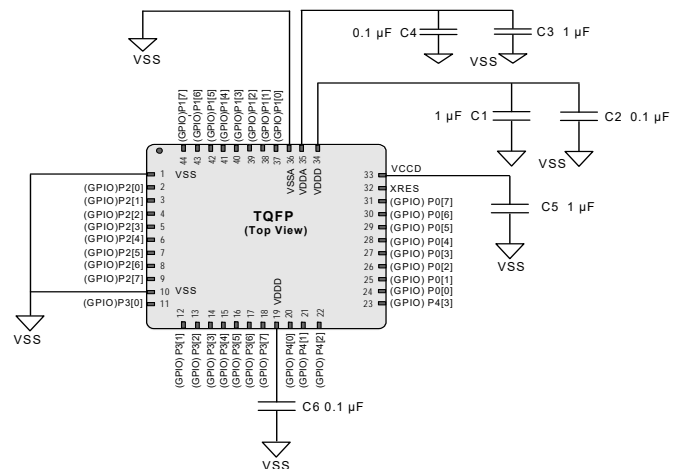 0.1 µF C4
C3 1 µF
VSS
VSS
1 µF C1
C2 0.1 µF
VSS
(GPIO)P1[7]
(GPIO)P1[6]
(GPIO)P1[5]
(GPIO)P1[4]
(GPIO)P1[3]
(GPIO)P1[2]
(GPIO)P1[1]
(GPIO)P1[0]
44
43
42
41
40
39
38
37
36
35
34
VSSA
VDDA
VDDD
TQFP
(Top View)
1 VSS
(GPIO)P2[0] 2
(GPIO)P2[1] 3
(GPIO)P2[2] 4
(GPIO)P2[3] 5
(GPIO)P2[4] 6
(GPIO)P2[5] 7
(GPIO)P2[6] 8
(GPIO)P2[7] 9
10 VSS
(GPIO)P3[0] 11
VSS
33 VCCD
32 XRES
31 (GPIO) P0[7]
30 (GPIO) P0[6]
29 (GPIO) P0[5]
28 (GPIO) P0[4]
27 (GPIO) P0[3]
26 (GPIO) P0[2]
25 (GPIO) P0[1]
24 (GPIO) P0[0]
23 (GPIO) P4[3]
C5 1 µF
VSS
VDDD
12
13
14
15
16
17
18
19
20
21
22
(GPIO) P3[1]
(GPIO) P3[2]
(GPIO) P3[3]
(GPIO) P3[4]
(GPIO) P3[5]
(GPIO) P3[6]
(GPIO) P3[7]
(GPIO) P4[0]
(GPIO) P4[1]
(GPIO) P4[2]
C6 0.1 µF
VSS